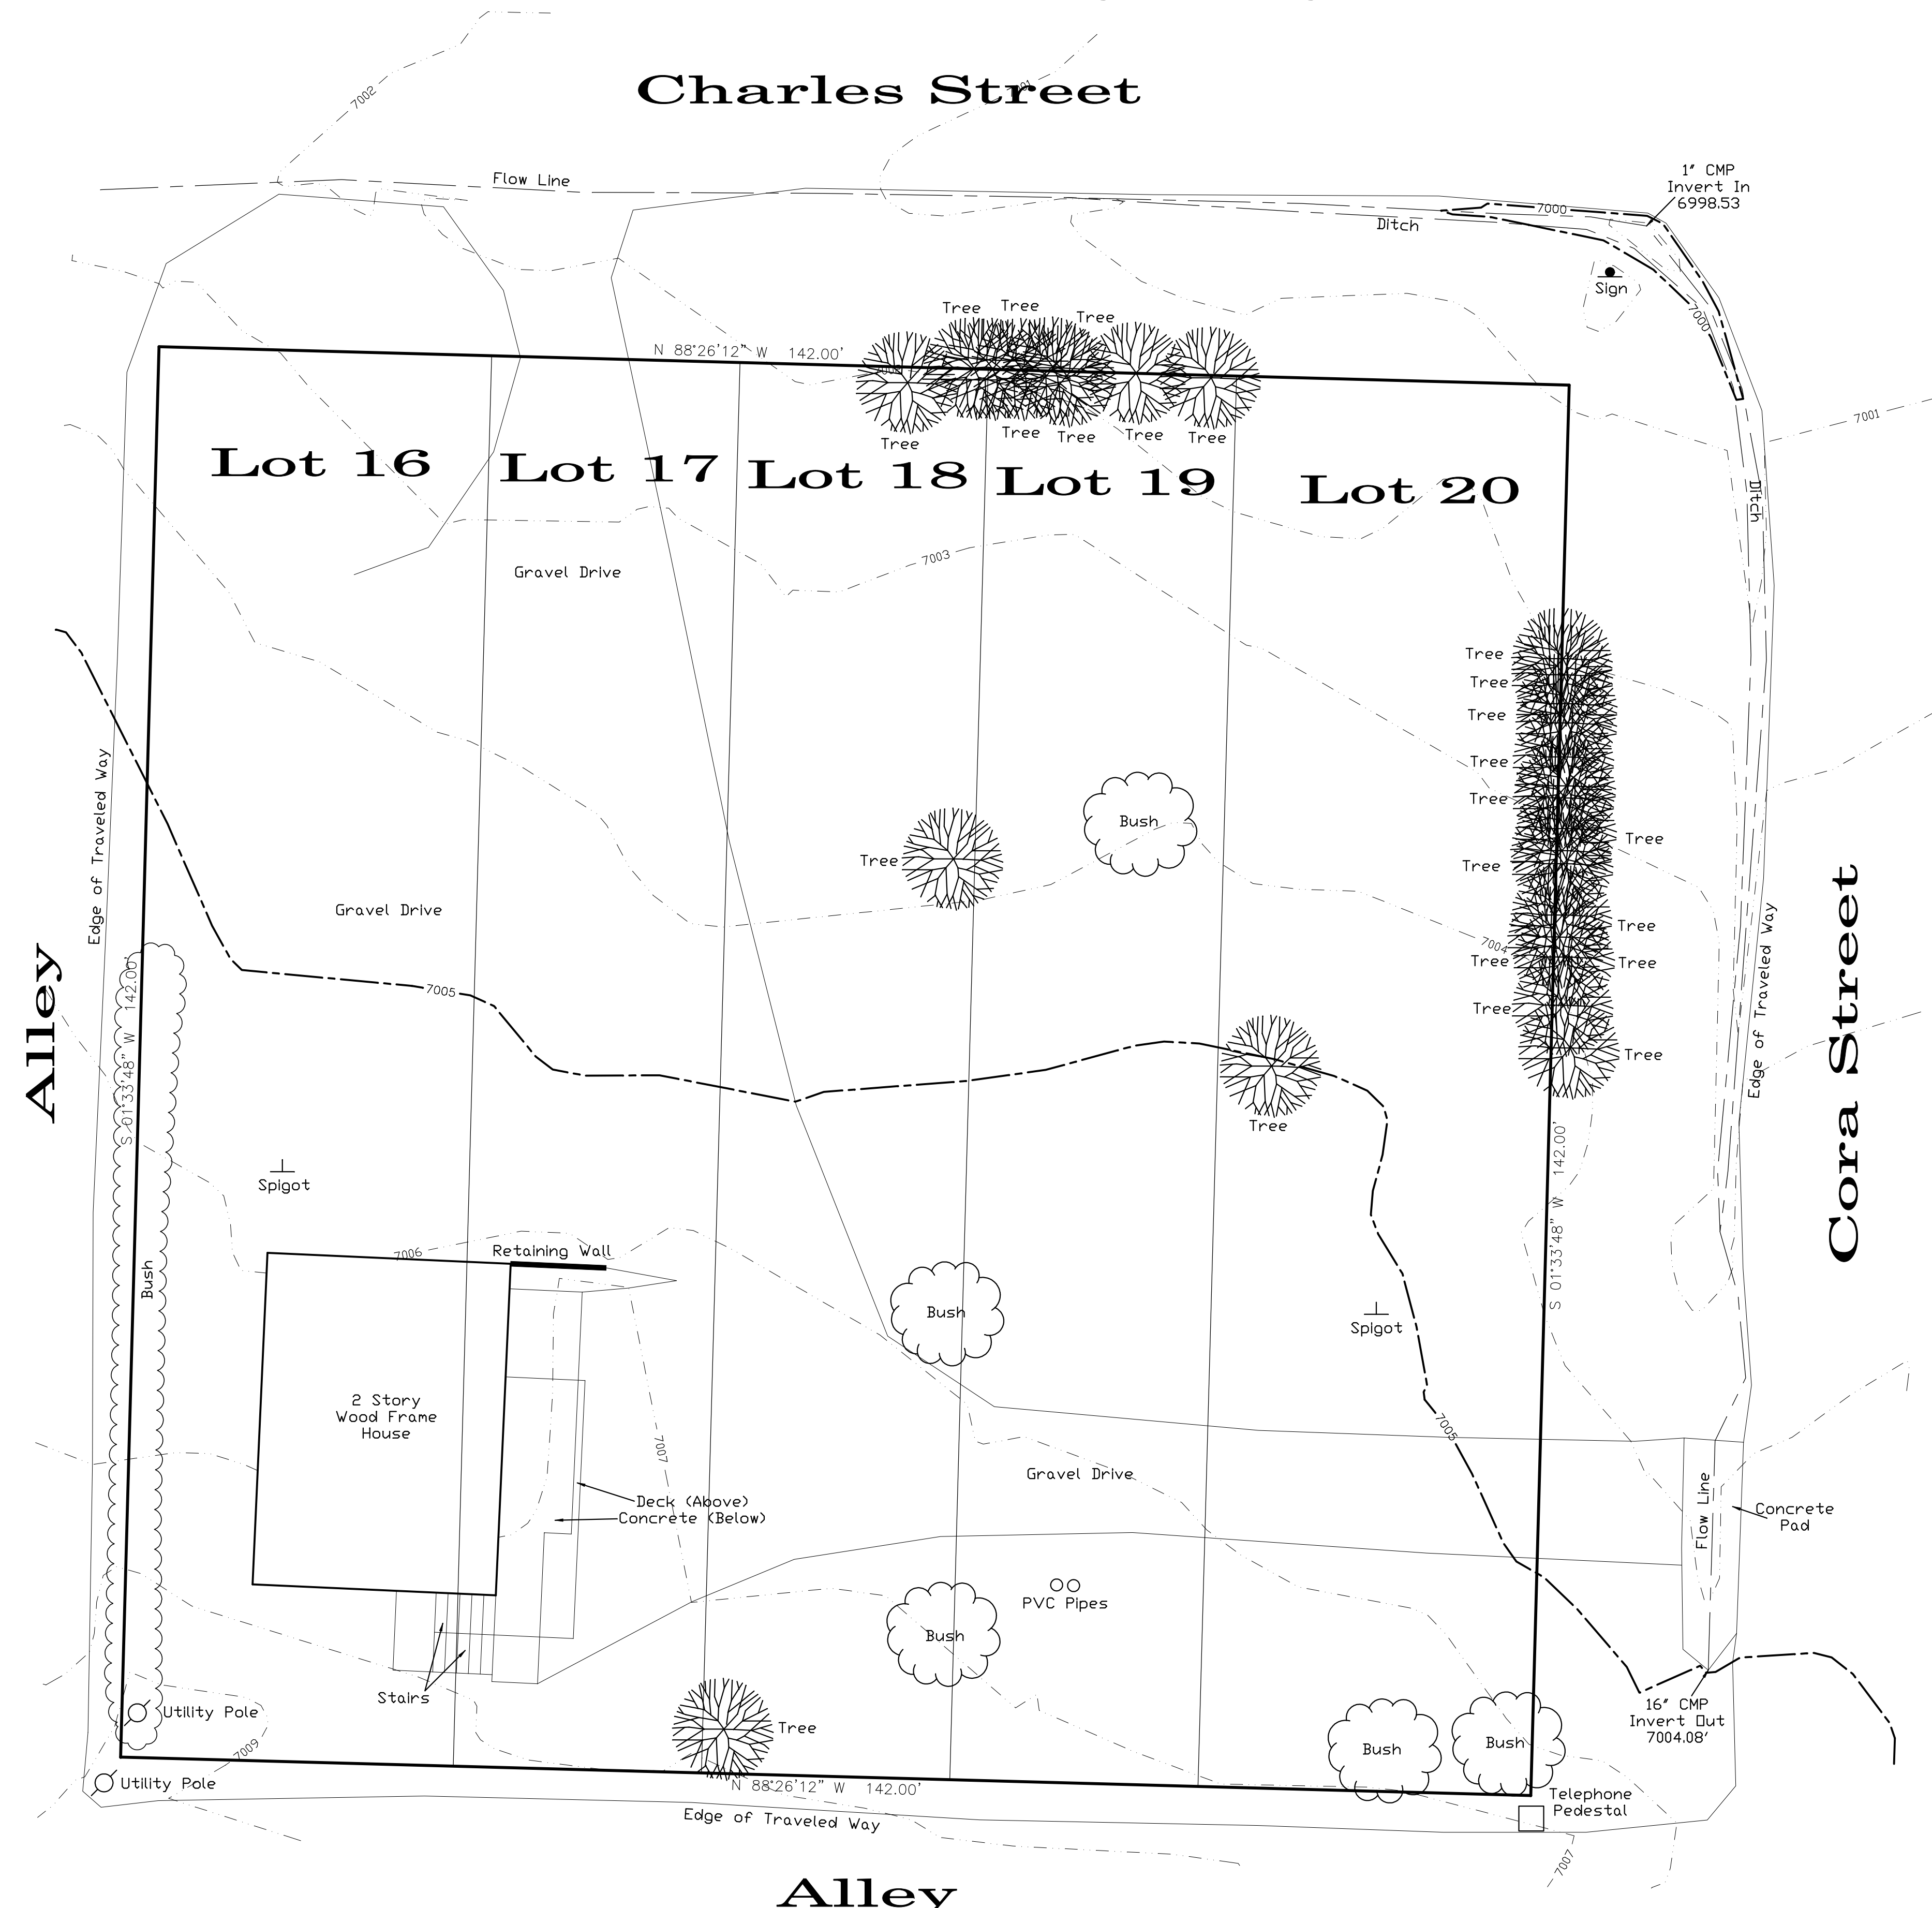 Charles Street
7002
7001
Flow Line
1" CMP
Invert In
6998.53
7000
Ditch
Sign
7000
Tree
Tree
Tree
N 88°26'12" W 142.00'
7001
Tree
Tree
Tree
Tree
Tree
Lot 16
Lot 17
Lot 18
Lot 19
Lot 20
Ditch
7003
Gravel Drive
Tree
Tree
Tree
Tree
Tree
Bush
Tree
Tree
Tree
Edge of Traveled Way
Gravel Drive
Tree
7004
Tree
Tree
Edge of Traveled Way
Cora Street
Alley
S 01°33'48" W 142.00'
7005
Tree
Tree
Tree
Spigot
S 01°33'48" W 142.00'
7006
Retaining Wall
Bush
Bush
Spigot
2 Story
Wood Frame
House
7007
7005
Gravel Drive
Deck (Above)
Concrete (Below)
Flow Line
Concrete
Pad
PVC Pipes
Bush
Stairs
Utility Pole
Tree
16" CMP
Invert Out
7004.08'
Bush
Bush
7009
Utility Pole
N 88°26'12" W 142.00'
Telephone
Pedestal
Edge of Traveled Way
7007
Alley